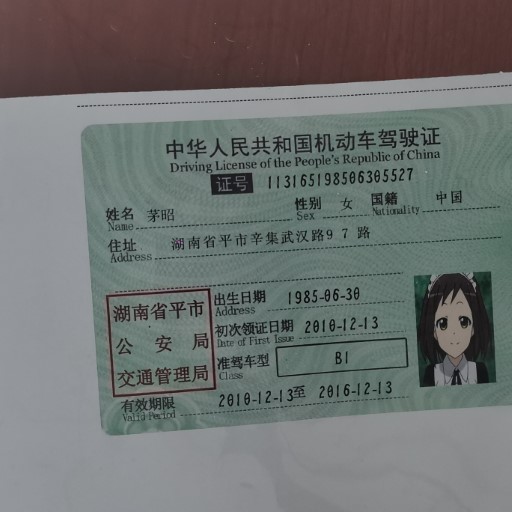 中华人民共和国机动车驾驶证
Driving License of the People's Republic of China
证号 113165198506305527
姓名 茅昭 性别 女 国籍 中国
Name Sex Nationality
住址 湖南省平市辛集武汉路97路
Address
出生日期 1985-06-30
Address
湖南省平市
初次领证日期 2010-12-13
Date of First Issue
公安局
准驾车型 B1
Class
交通管理局
有效期限 2010-12-13至 2016-12-13
Valid Period